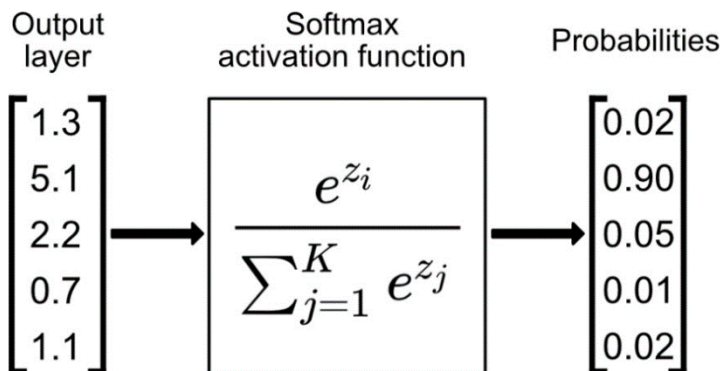 Output
layer
Softmax
activation function
Probabilities
1.3
5.1
2.2
0.7
1.1
e^{z_i}
∑_{j=1}^{K} e^{z_j}
0.02
0.90
0.05
0.01
0.02